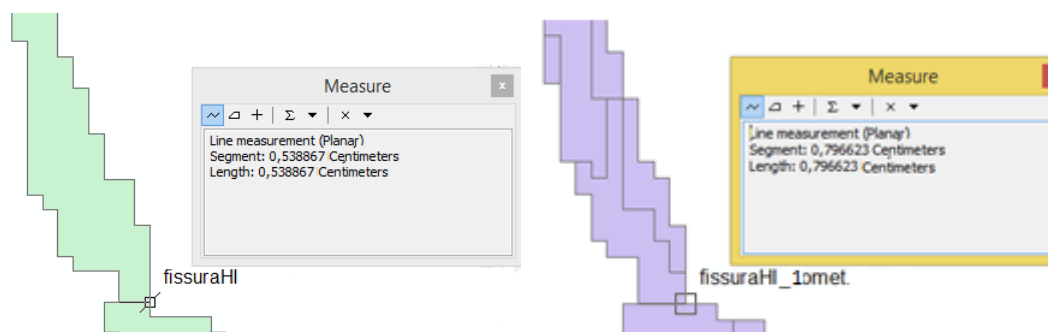 Measure
Line measurement (Planar)
Segment: 0,538867 Centimeters
Length: 0,538867 Centimeters
fissuraHI
Measure
Line measurement (Planar)
Segment: 0,796623 Centimeters
Length: 0,796623 Centimeters
fissuraHI_1omet.